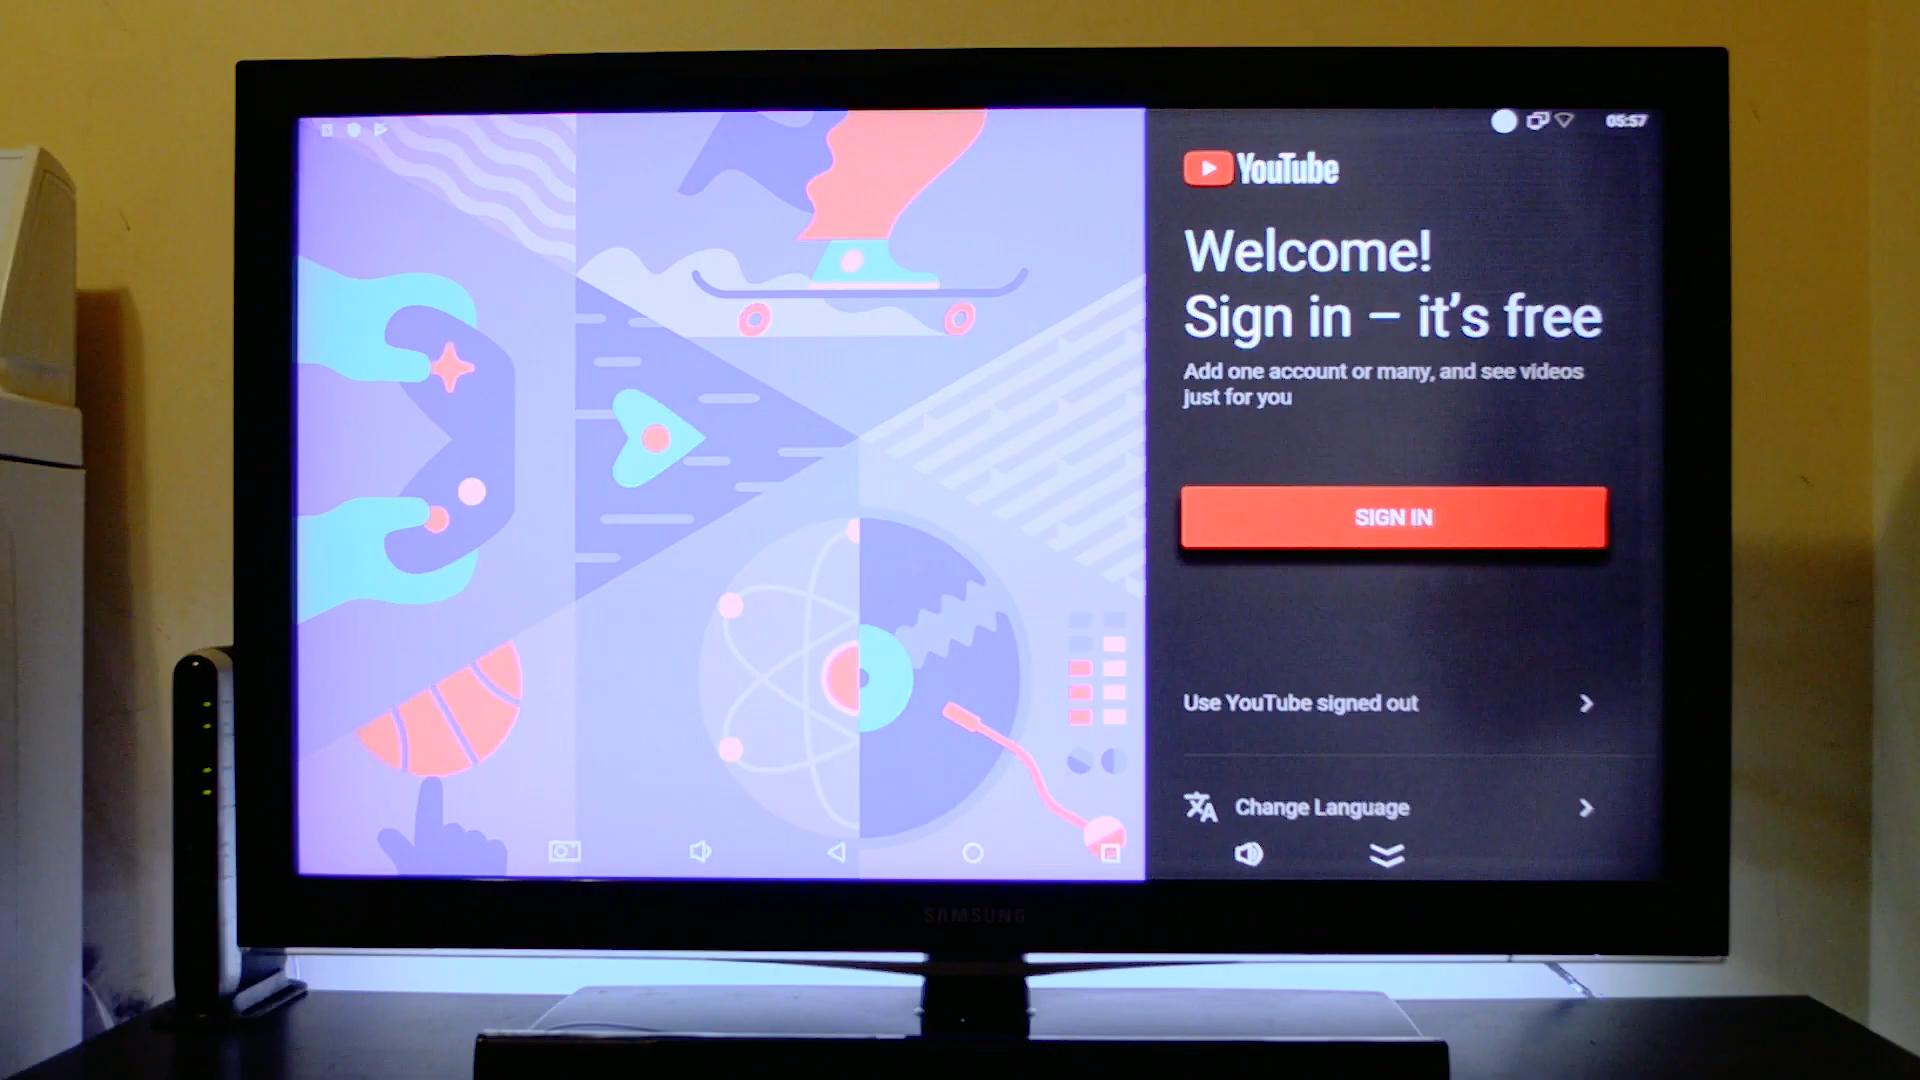 05:57
YouTube
Welcome!
Sign in – it's free
Add one account or many, and see videos
just for you
SIGN IN
Use YouTube signed out
Change Language
SAMSUNG